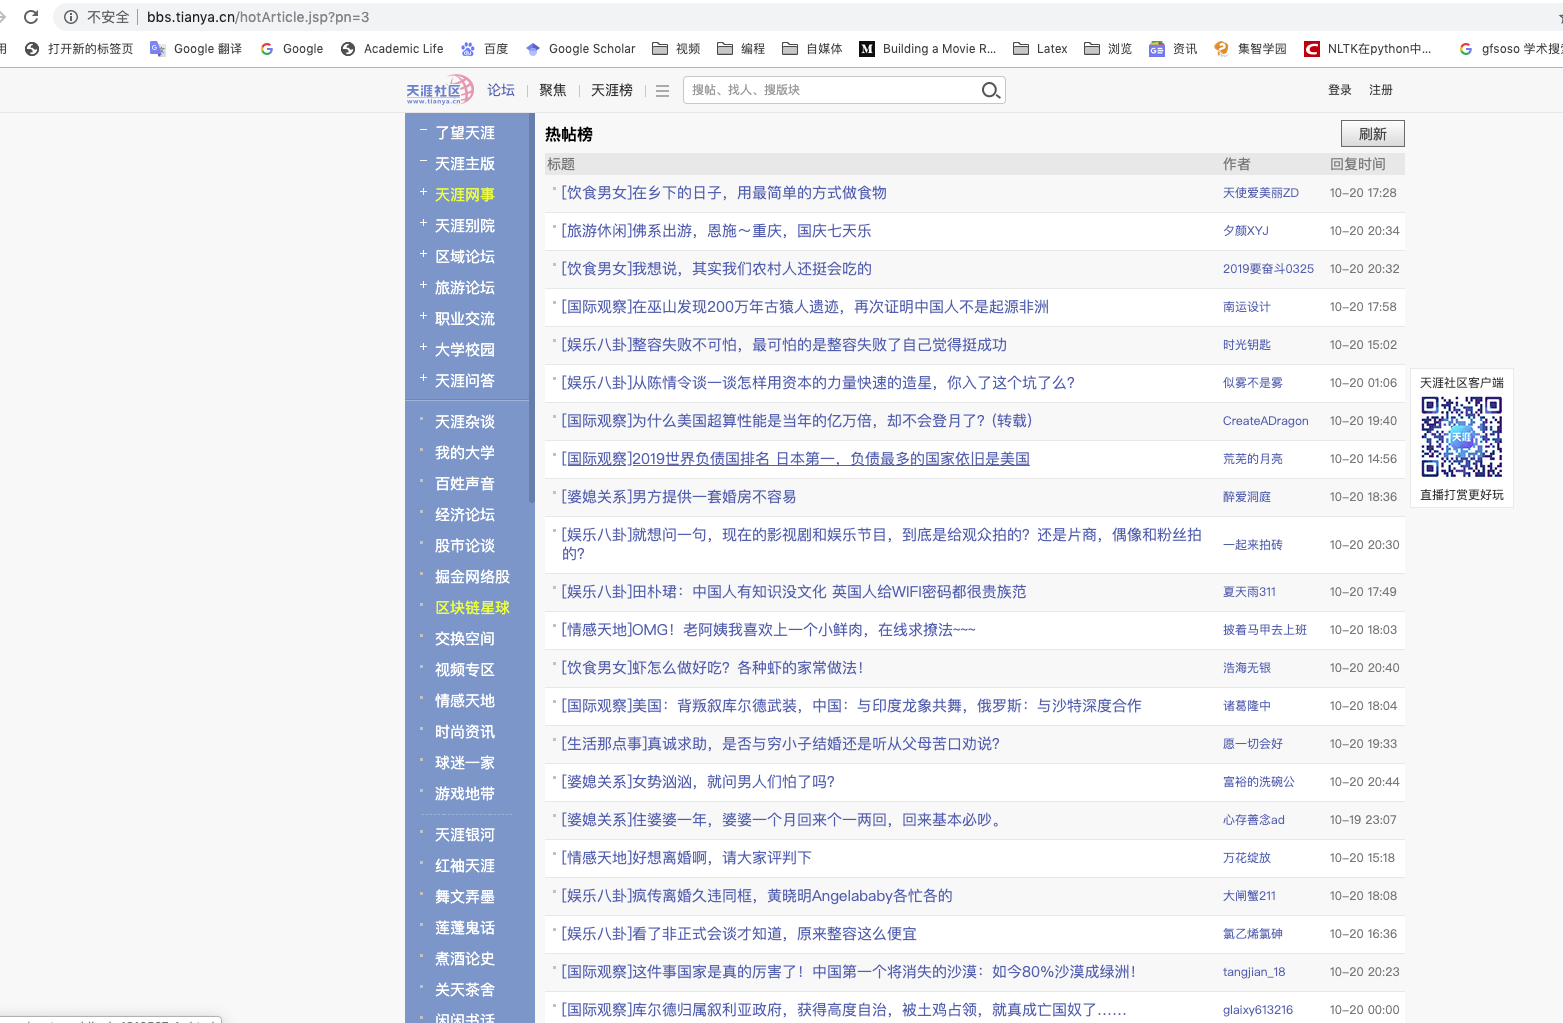 不安全 bbs.tianya.cn/hotArticle.jsp?pn=3
用 打开新的标签页 Google 翻译 Google Academic Life 百度 Google Scholar 视频 编程 自媒体 Building a Movie R... Latex 浏览 资讯 集智学园 NLTK在python中... gfsoso 学术搜
天涯社区 www.tianya.cn 论坛 聚焦 天涯榜 搜帖、找人、搜版块 登录 注册
了望天涯
天涯主版
天涯网事
天涯别院
区域论坛
旅游论坛
职业交流
大学校园
天涯问答
天涯杂谈
我的大学
百姓声音
经济论坛
股市论谈
掘金网络股
区块链星球
交换空间
视频专区
情感天地
时尚资讯
球迷一家
游戏地带
天涯银河
红袖天涯
舞文弄墨
莲蓬鬼话
煮酒论史
关天茶舍
闲闲书话
热帖榜 刷新
标题 作者 回复时间
[饮食男女]在乡下的日子，用最简单的方式做食物 天使爱美丽ZD 10-20 17:28
[旅游休闲]佛系出游，恩施～重庆，国庆七天乐 夕颜XYJ 10-20 20:34
[饮食男女]我想说，其实我们农村人还挺会吃的 2019要奋斗0325 10-20 20:32
[国际观察]在巫山发现200万年古猿人遗迹，再次证明中国人不是起源非洲 南运设计 10-20 17:58
[娱乐八卦]整容失败不可怕，最可怕的是整容失败了自己觉得挺成功 时光钥匙 10-20 15:02
[娱乐八卦]从陈情令谈一谈怎样用资本的力量快速的造星，你入了这个坑了么？ 似雾不是雾 10-20 01:06
[国际观察]为什么美国超算性能是当年的亿万倍，却不会登月了？(转载) CreateADragon 10-20 19:40
[国际观察]2019世界负债国排名 日本第一，负债最多的国家依旧是美国 荒芜的月亮 10-20 14:56
[婆媳关系]男方提供一套婚房不容易 醉爱洞庭 10-20 18:36
[娱乐八卦]就想问一句，现在的影视剧和娱乐节目，到底是给观众拍的？还是片商，偶像和粉丝拍
的？ 一起来拍砖 10-20 20:30
[娱乐八卦]田朴珺：中国人有知识没文化 英国人给WIFI密码都很贵族范 夏天雨311 10-20 17:49
[情感天地]OMG！老阿姨我喜欢上一个小鲜肉，在线求撩法~~~ 披着马甲去上班 10-20 18:03
[饮食男女]虾怎么做好吃？各种虾的家常做法！ 浩海无银 10-20 20:40
[国际观察]美国：背叛叙库尔德武装，中国：与印度龙象共舞，俄罗斯：与沙特深度合作 诸葛隆中 10-20 18:04
[生活那点事]真诚求助，是否与穷小子结婚还是听从父母苦口劝说？ 愿一切会好 10-20 19:33
[婆媳关系]女势汹汹，就问男人们怕了吗？ 富裕的洗碗公 10-20 20:44
[婆媳关系]住婆婆一年，婆婆一个月回来个一两回，回来基本必吵。 心存善念ad 10-19 23:07
[情感天地]好想离婚啊，请大家评判下 万花绽放 10-20 15:18
[娱乐八卦]疯传离婚久违同框，黄晓明Angelababy各忙各的 大闸蟹211 10-20 18:08
[娱乐八卦]看了非正式会谈才知道，原来整容这么便宜 氯乙烯氯砷 10-20 16:36
[国际观察]这件事国家是真的厉害了！中国第一个将消失的沙漠：如今80%沙漠成绿洲！ tangjian_18 10-20 20:23
[国际观察]库尔德归属叙利亚政府，获得高度自治，被土鸡占领，就真成亡国奴了…… glaixy613216 10-20 00:00
天涯社区客户端
天涯
直播打赏更好玩